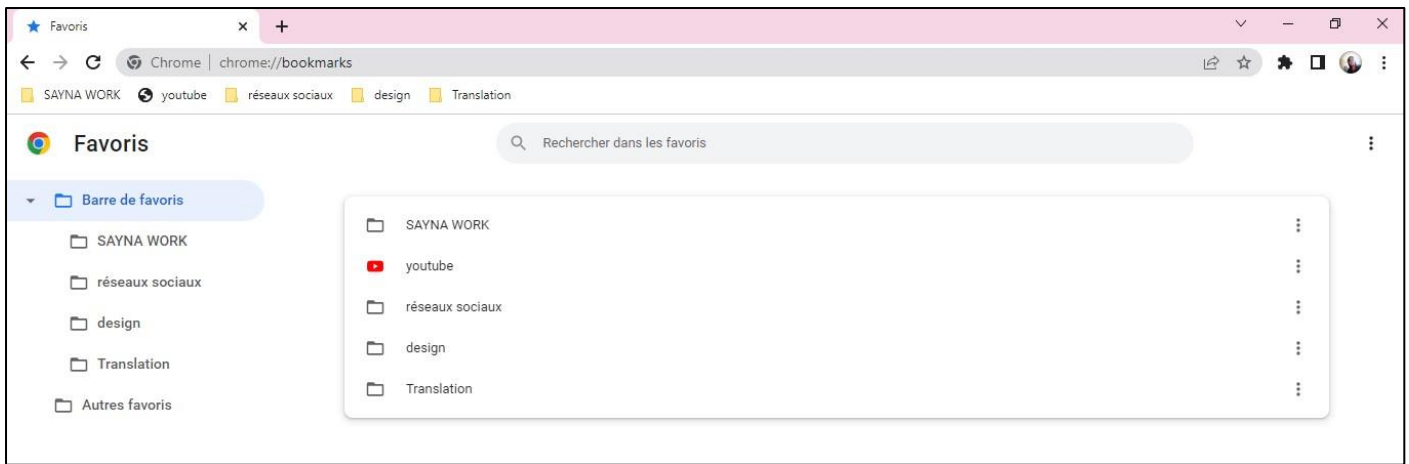 Favoris
Chrome | chrome://bookmarks
SAYNA WORK youtube réseaux sociaux design Translation
Favoris
Rechercher dans les favoris
Barre de favoris
SAYNA WORK
réseaux sociaux
design
Translation
Autres favoris
SAYNA WORK
youtube
réseaux sociaux
design
Translation